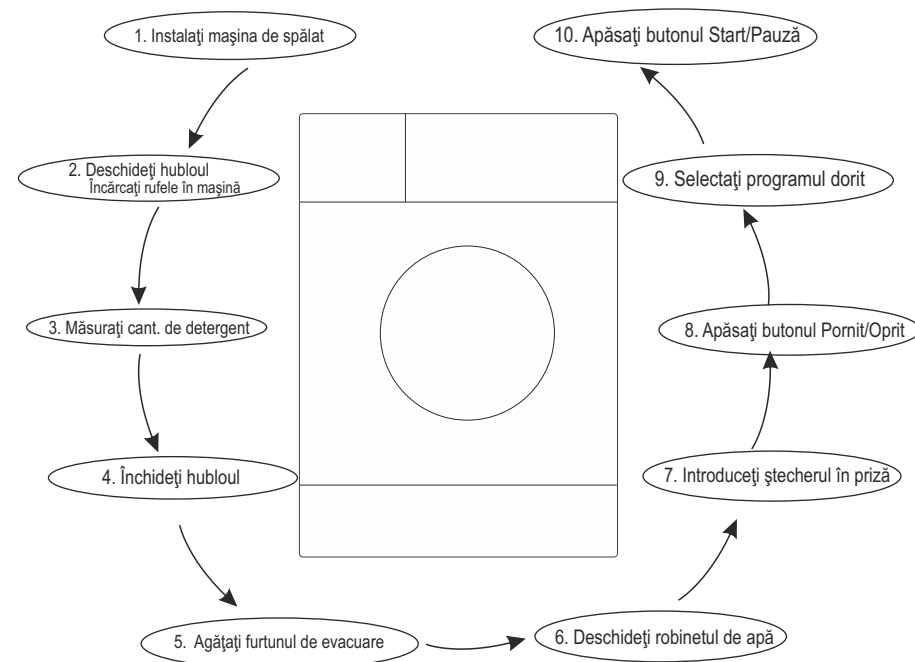 1. Instalaţi maşina de spălat
2. Deschideţi hubloul
Încărcaţi rufele în maşină
3. Măsuraţi cant. de detergent
4. Închideţi hubloul
5. Agăţaţi furtunul de evacuare
6. Deschideţi robinetul de apă
7. Introduceţi ştecherul în priză
8. Apăsaţi butonul Pornit/Oprit
9. Selectaţi programul dorit
10. Apăsaţi butonul Start/Pauză